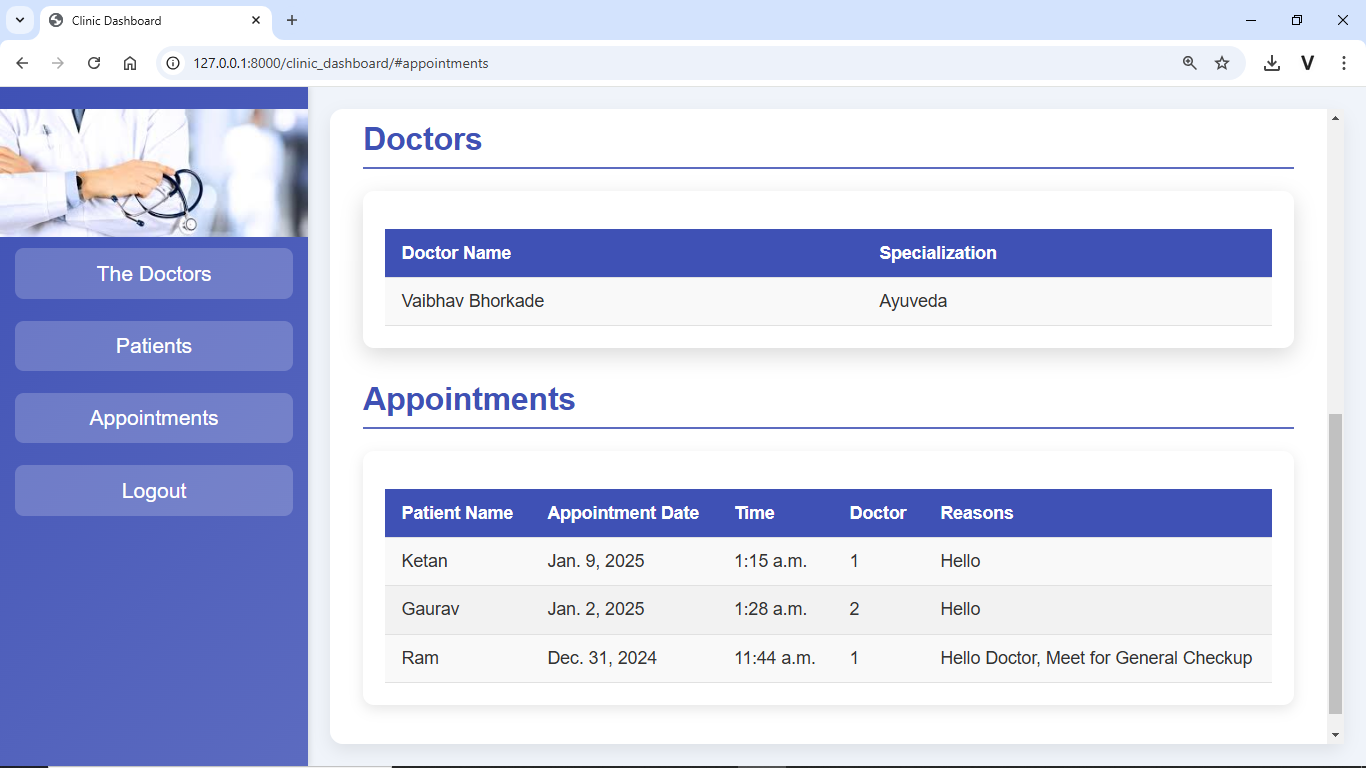 Clinic Dashboard
127.0.0.1:8000/clinic_dashboard/#appointments
V
The Doctors
Patients
Appointments
Logout
Doctors
Doctor Name Specialization
Vaibhav Bhorkade Ayuveda
Appointments
Patient Name Appointment Date Time Doctor Reasons
Ketan Jan. 9, 2025 1:15 a.m. 1 Hello
Gaurav Jan. 2, 2025 1:28 a.m. 2 Hello
Ram Dec. 31, 2024 11:44 a.m. 1 Hello Doctor, Meet for General Checkup